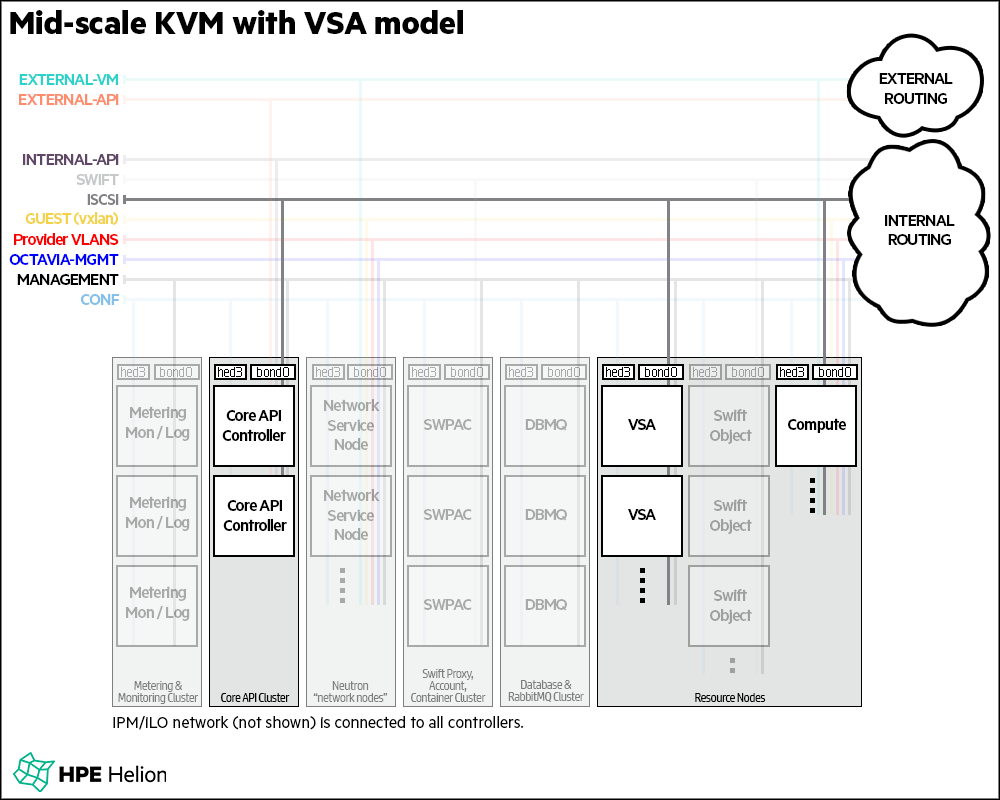 Mid-scale KVM with VSA model
EXTERNAL-VM
EXTERNAL-API
EXTERNAL
ROUTING
INTERNAL-API
SWIFT
ISCSI
GUEST (vxlan)
Provider VLANS
OCTAVIA-MGMT
MANAGEMENT
CONF
INTERNAL
ROUTING
hed3 bond0 hed3 bond0 hed3 bond0 hed3 bond0 hed3 bond0 hed3 bond0 hed3 bond0 hed3 bond0
Metering
Mon / Log
Core API
Controller
Network
Service
Node
SWPAC
DBMQ
VSA
Swift
Object
Compute
Metering
Mon / Log
Core API
Controller
Network
Service
Node
SWPAC
DBMQ
VSA
Swift
Object
Metering
Mon / Log
SWPAC
DBMQ
Swift
Object
Metering &
Monitoring Cluster
Core API Cluster
Neutron
“network nodes”
Swift Proxy,
Account,
Container Cluster
Database &
RabbitMQ Cluster
Resource Nodes
IPM/ILO network (not shown) is connected to all controllers.
HPE Helion